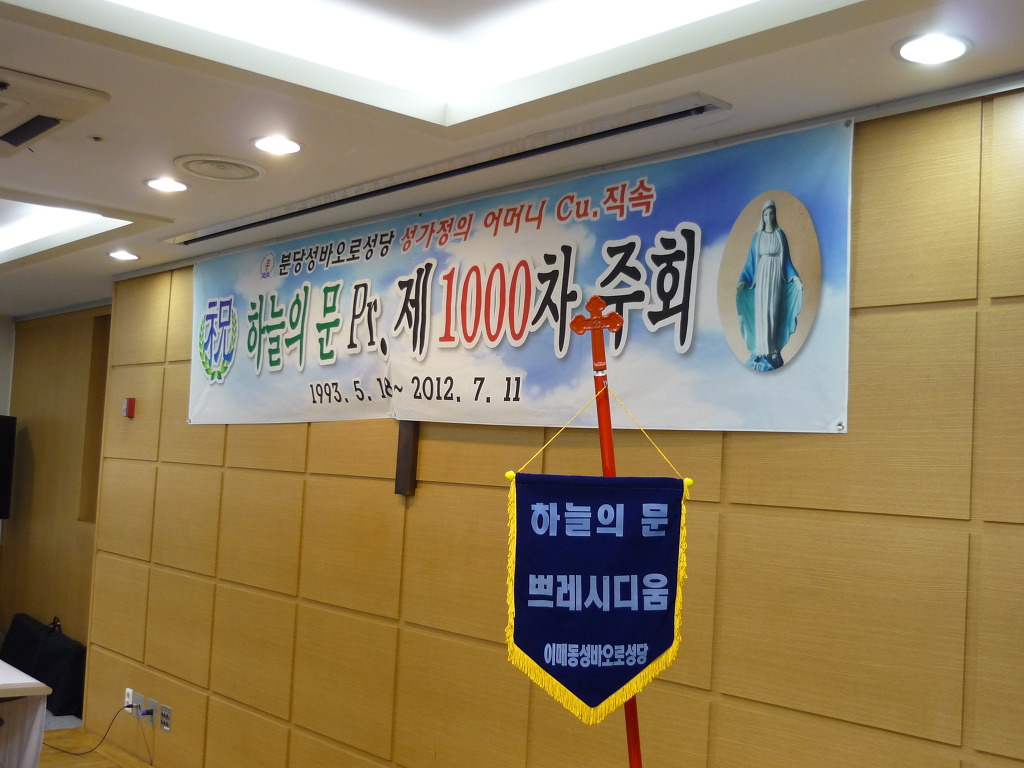 분당성바오로성당 성가정의 어머니 Cu.직속
祝 하늘의 문 Pr. 제 1000차 주회
1993. 5. 18~ 2012. 7. 11
하늘의 문
쁘레시디움
이매동성바오로성당